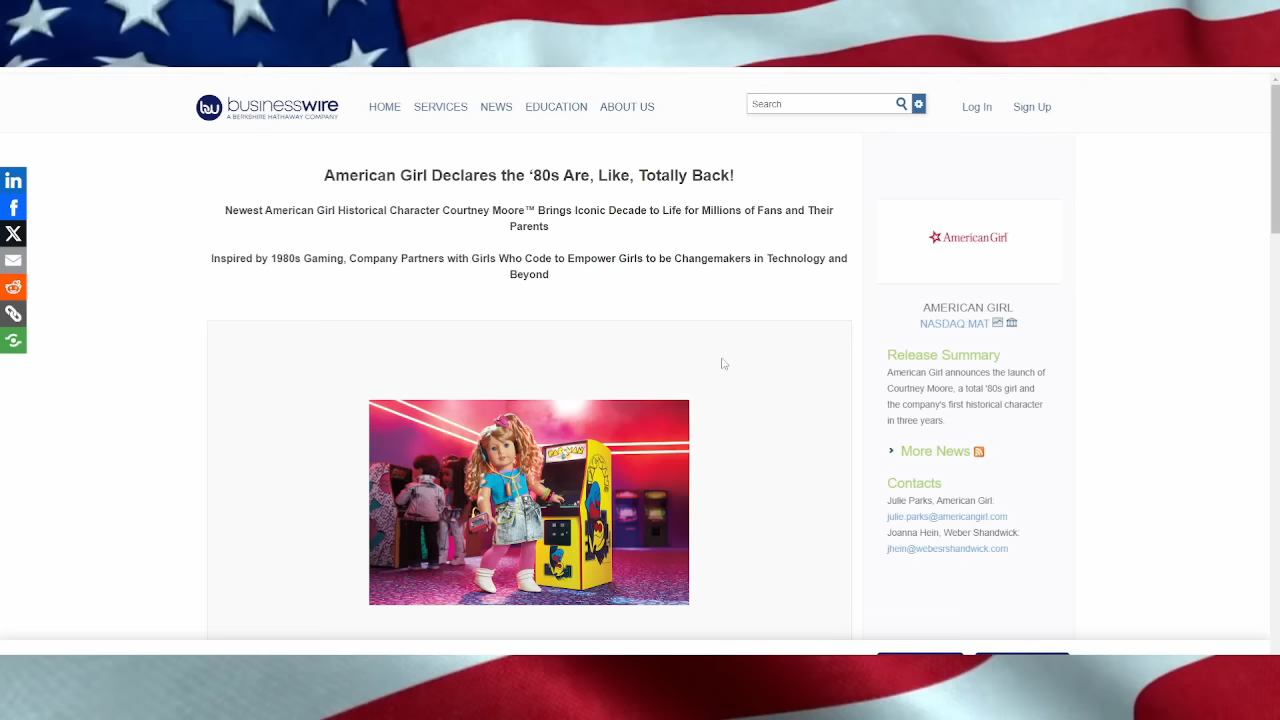 businesswire
A BERKSHIRE HATHAWAY COMPANY
HOME SERVICES NEWS EDUCATION ABOUT US
Search
Log In Sign Up
American Girl Declares the ‘80s Are, Like, Totally Back!
Newest American Girl Historical Character Courtney Moore™ Brings Iconic Decade to Life for Millions of Fans and Their
Parents
Inspired by 1980s Gaming, Company Partners with Girls Who Code to Empower Girls to be Changemakers in Technology and
Beyond
PAC-MAN
American Girl
AMERICAN GIRL
NASDAQ:MAT
Release Summary
American Girl announces the launch of
Courtney Moore, a total '80s girl and
the company's first historical character
in three years.
More News
Contacts
Julie Parks, American Girl:
julie.parks@americangirl.com
Joanna Hein, Weber Shandwick:
jhein@webesrshandwick.com